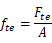 f_te = F_te / A